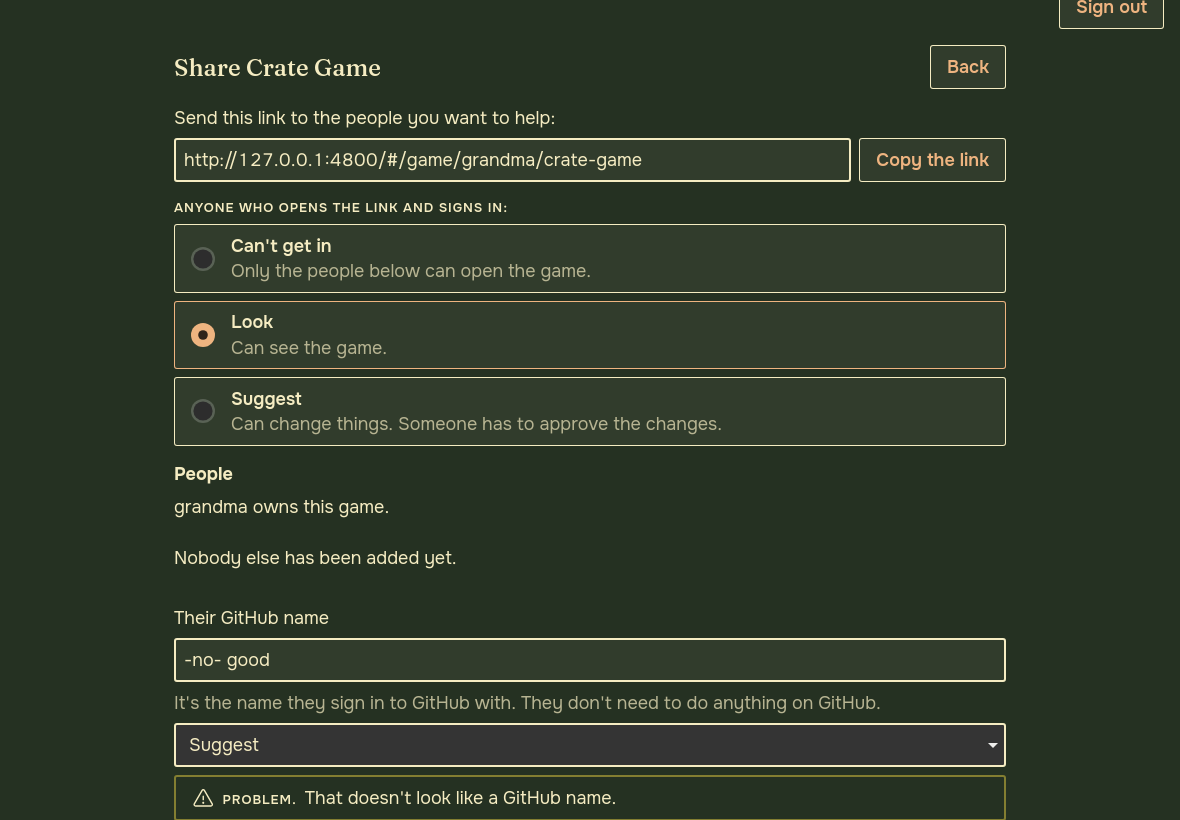 Sign out
Share Crate Game
Back
Send this link to the people you want to help:
http://127.0.0.1:4800/#/game/grandma/crate-game
Copy the link
ANYONE WHO OPENS THE LINK AND SIGNS IN:
Can't get in
Only the people below can open the game.
Look
Can see the game.
Suggest
Can change things. Someone has to approve the changes.
People
grandma owns this game.
Nobody else has been added yet.
Their GitHub name
-no- good
It's the name they sign in to GitHub with. They don't need to do anything on GitHub.
Suggest
PROBLEM. That doesn't look like a GitHub name.